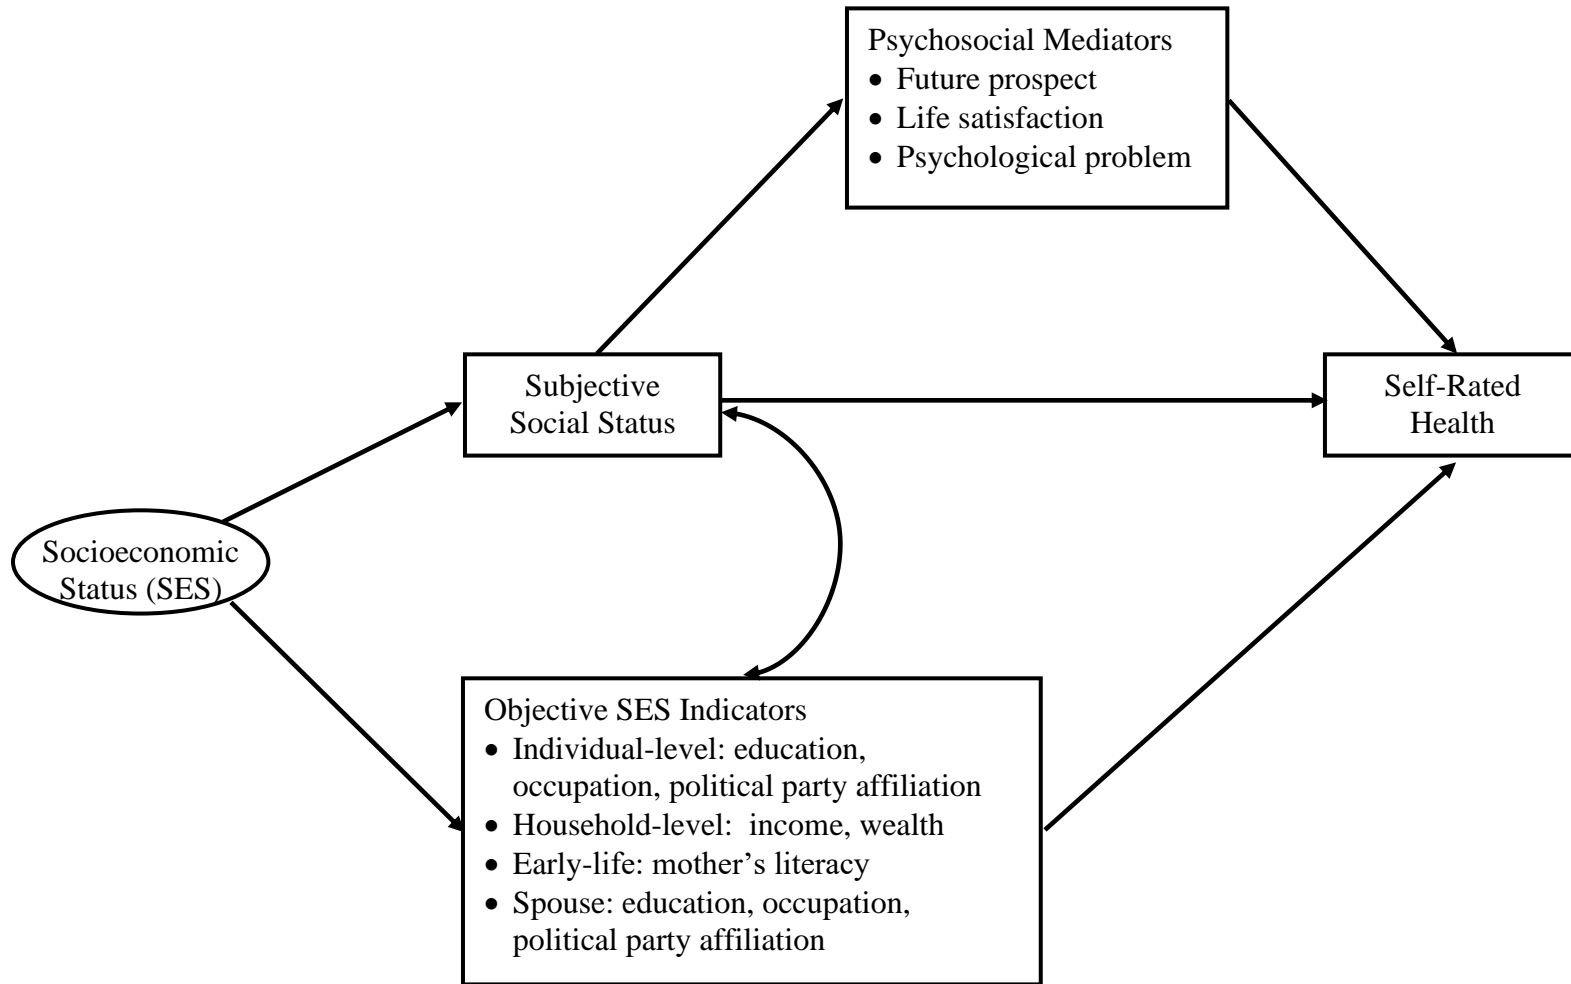 Psychosocial Mediators
• Future prospect
• Life satisfaction
• Psychological problem
Subjective
Social Status
Self-Rated
Health
Socioeconomic
Status (SES)
Objective SES Indicators
• Individual-level: education,
occupation, political party affiliation
• Household-level:  income, wealth
• Early-life: mother’s literacy
• Spouse: education, occupation,
political party affiliation